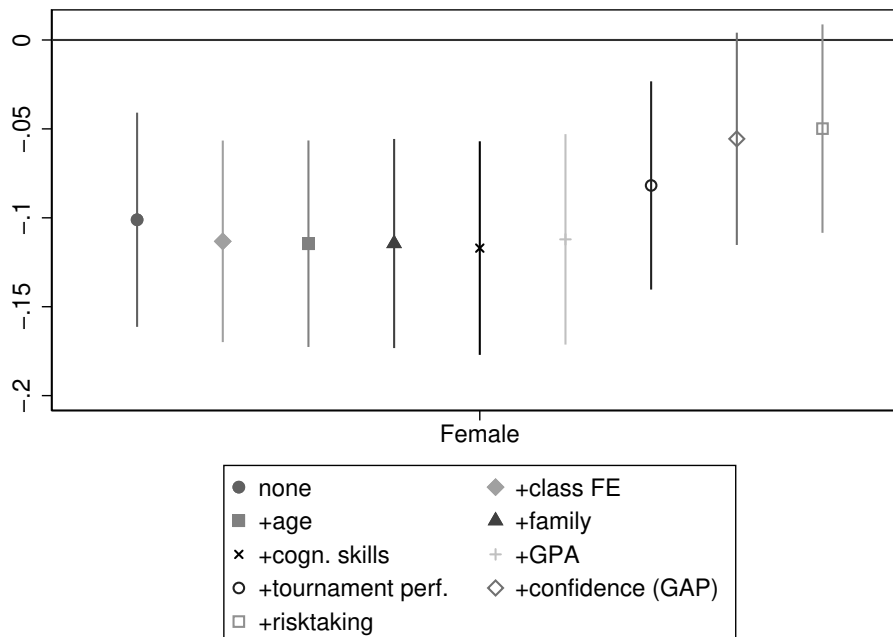 0
-.05
-.1
-.15
-.2
Female
none
+class FE
+age
+family
+cogn. skills
+GPA
+tournament perf.
+confidence (GAP)
+risktaking